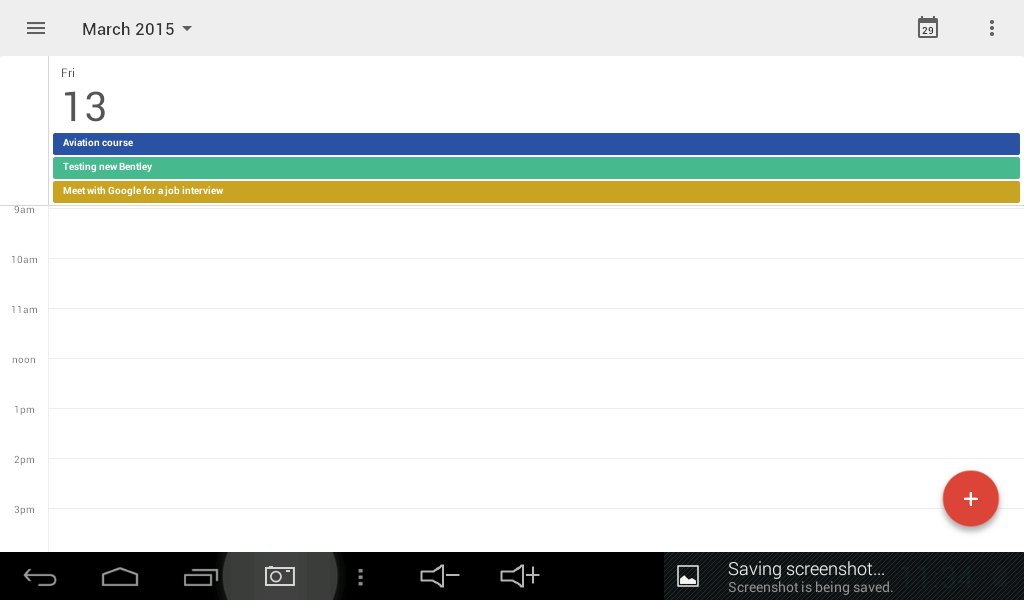 March 2015
29
Fri
13
Aviation course
Testing new Bentley
Meet with Google for a job interview
9am
10am
11am
noon
1pm
2pm
3pm
Saving screenshot...
Screenshot is being saved.